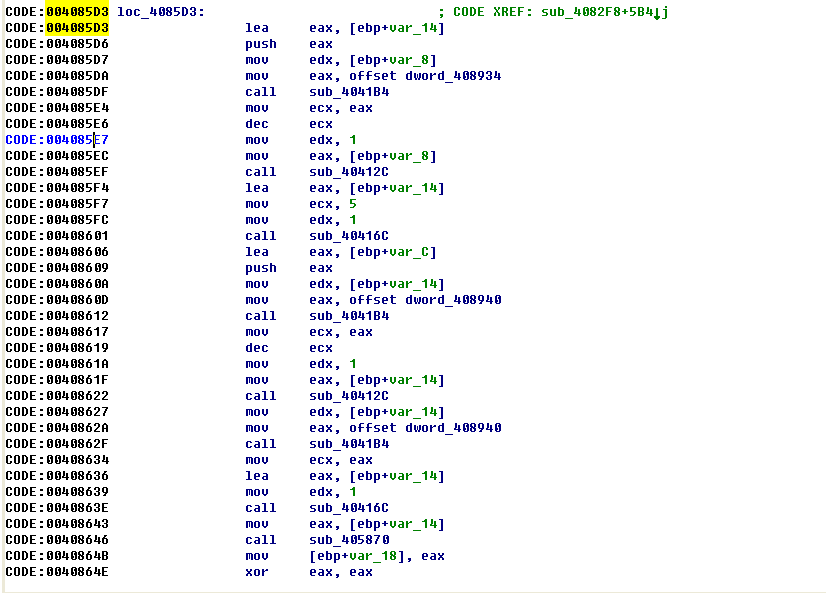 CODE:004085D3 loc_4085D3: ; CODE XREF: sub_4082F8+5B4↓j
CODE:004085D3 lea eax, [ebp+var_14]
CODE:004085D6 push eax
CODE:004085D7 mov edx, [ebp+var_8]
CODE:004085DA mov eax, offset dword_408934
CODE:004085DF call sub_4041B4
CODE:004085E4 mov ecx, eax
CODE:004085E6 dec ecx
CODE:004085E7 mov edx, 1
CODE:004085EC mov eax, [ebp+var_8]
CODE:004085EF call sub_40412C
CODE:004085F4 lea eax, [ebp+var_14]
CODE:004085F7 mov ecx, 5
CODE:004085FC mov edx, 1
CODE:00408601 call sub_40416C
CODE:00408606 lea eax, [ebp+var_C]
CODE:00408609 push eax
CODE:0040860A mov edx, [ebp+var_14]
CODE:0040860D mov eax, offset dword_408940
CODE:00408612 call sub_4041B4
CODE:00408617 mov ecx, eax
CODE:00408619 dec ecx
CODE:0040861A mov edx, 1
CODE:0040861F mov eax, [ebp+var_14]
CODE:00408622 call sub_40412C
CODE:00408627 mov edx, [ebp+var_14]
CODE:0040862A mov eax, offset dword_408940
CODE:0040862F call sub_4041B4
CODE:00408634 mov ecx, eax
CODE:00408636 lea eax, [ebp+var_14]
CODE:00408639 mov edx, 1
CODE:0040863E call sub_40416C
CODE:00408643 mov eax, [ebp+var_14]
CODE:00408646 call sub_405870
CODE:0040864B mov [ebp+var_18], eax
CODE:0040864E xor eax, eax